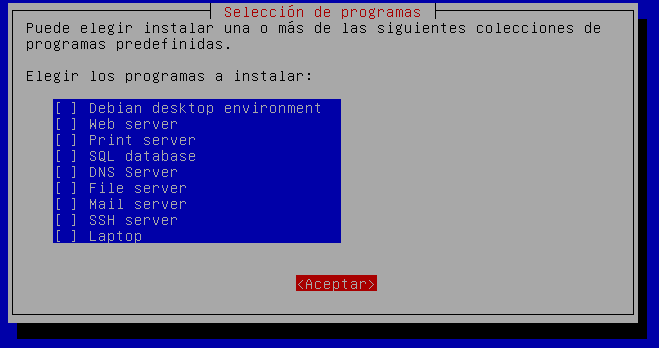 Selección de programas
Puede elegir instalar una o más de las siguientes colecciones de
programas predefinidas.
Elegir los programas a instalar:
[ ] Debian desktop environment
[ ] Web server
[ ] Print server
[ ] SQL database
[ ] DNS Server
[ ] File server
[ ] Mail server
[ ] SSH server
[ ] Laptop
<Aceptar>